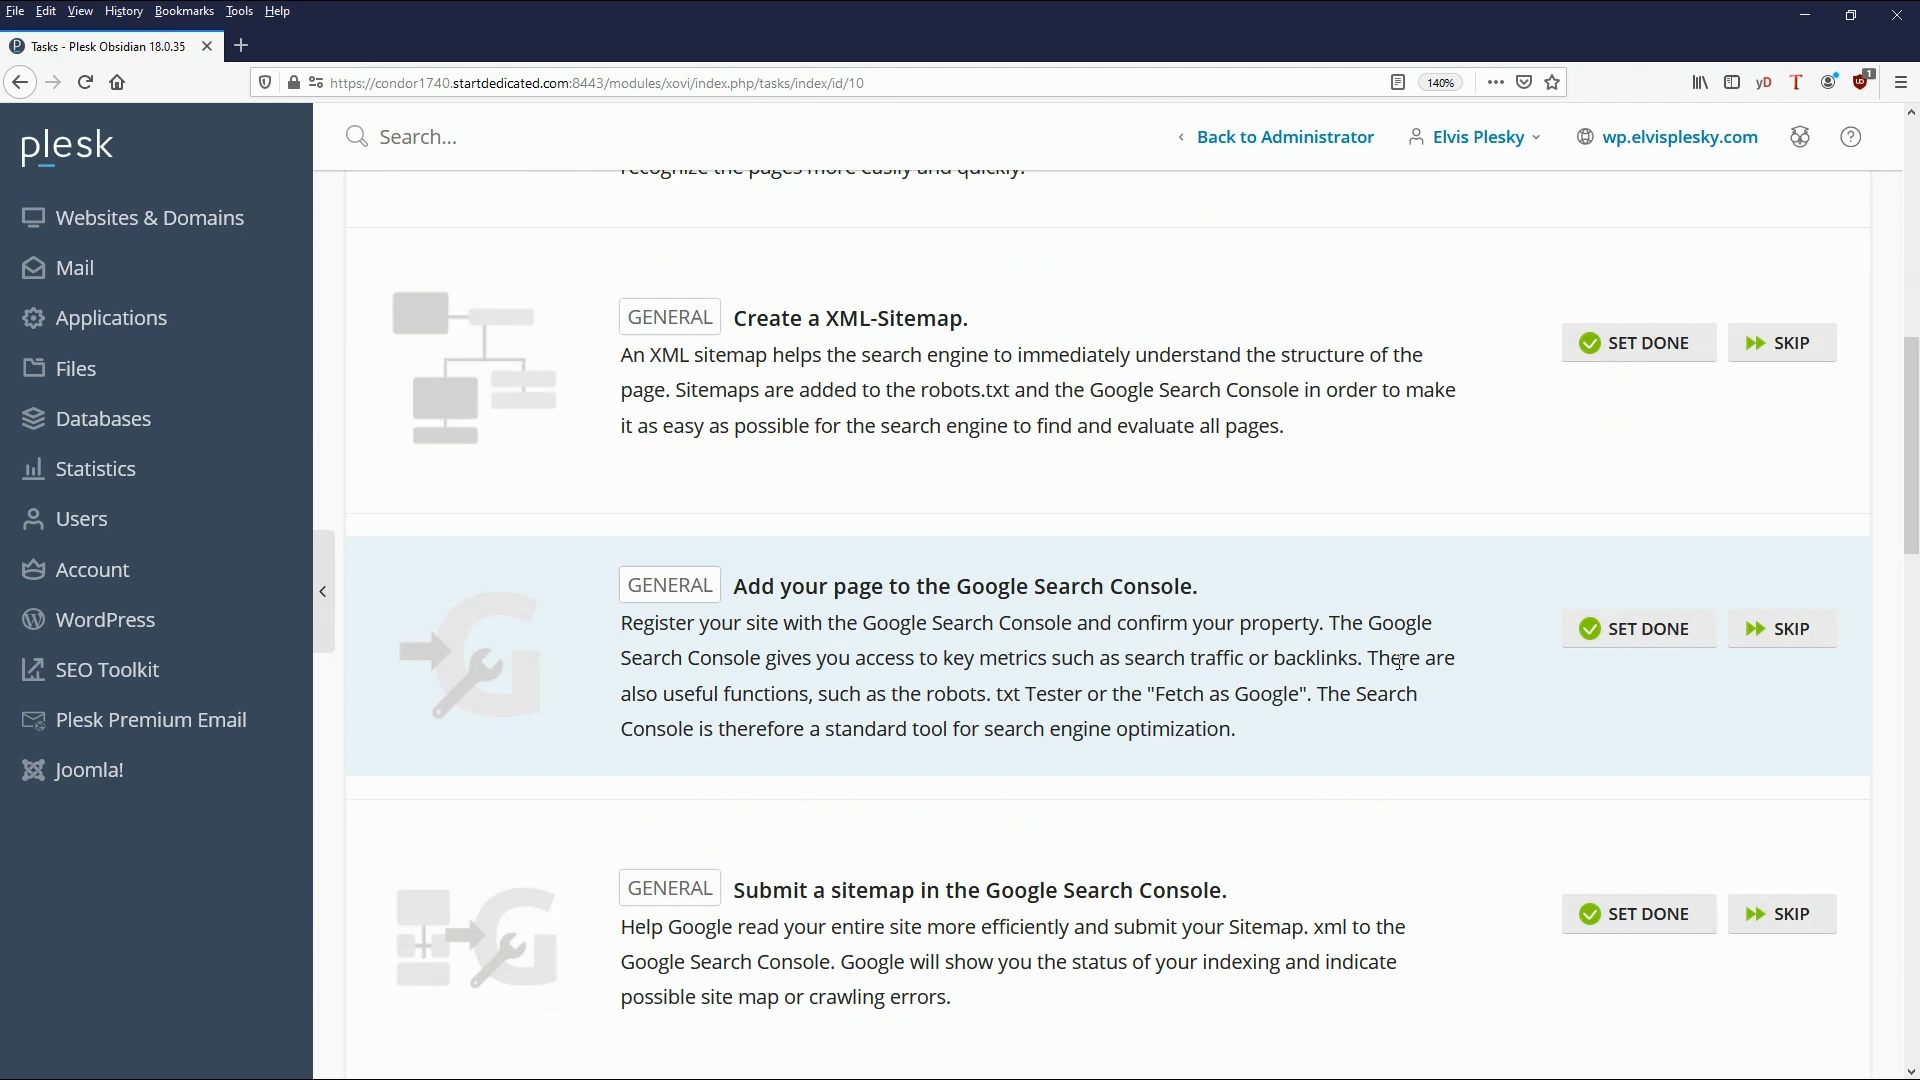 File Edit View History Bookmarks Tools Help
Tasks - Plesk Obsidian 18.0.35
https://condor1740.startdedicated.com:8443/modules/xovi/index.php/tasks/index/id/10
140%
yD
T
1
plesk
Search...
Back to Administrator
Elvis Plesky
wp.elvisplesky.com
Websites & Domains
Mail
Applications
Files
Databases
Statistics
Users
Account
WordPress
SEO Toolkit
Plesk Premium Email
Joomla!
recognize the pages more easily and quickly.
GENERAL Create a XML-Sitemap.
An XML sitemap helps the search engine to immediately understand the structure of the
page. Sitemaps are added to the robots.txt and the Google Search Console in order to make
it as easy as possible for the search engine to find and evaluate all pages.
SET DONE SKIP
GENERAL Add your page to the Google Search Console.
Register your site with the Google Search Console and confirm your property. The Google
Search Console gives you access to key metrics such as search traffic or backlinks. There are
also useful functions, such as the robots. txt Tester or the "Fetch as Google". The Search
Console is therefore a standard tool for search engine optimization.
SET DONE SKIP
GENERAL Submit a sitemap in the Google Search Console.
Help Google read your entire site more efficiently and submit your Sitemap. xml to the
Google Search Console. Google will show you the status of your indexing and indicate
possible site map or crawling errors.
SET DONE SKIP